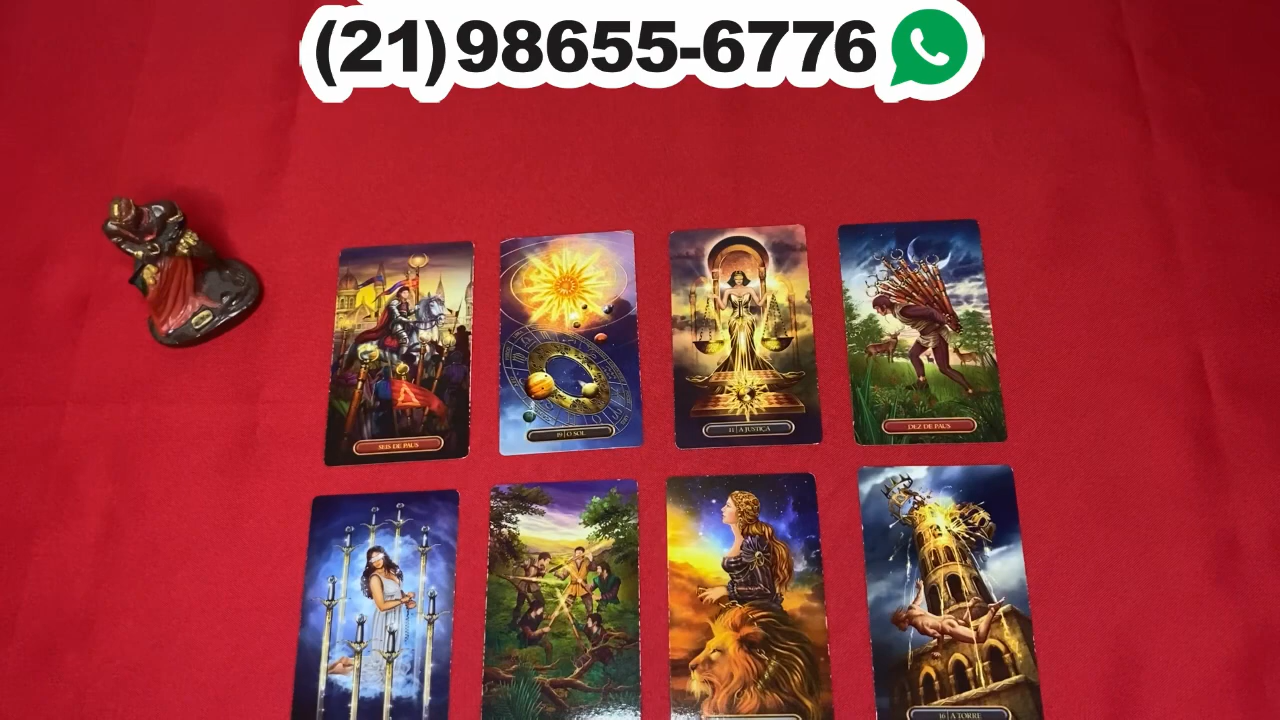 (21)98655-6776
SEIS DE PAUS
19 | O SOL
11 | A JUSTIÇA
DEZ DE PAUS
16 | A TORRE